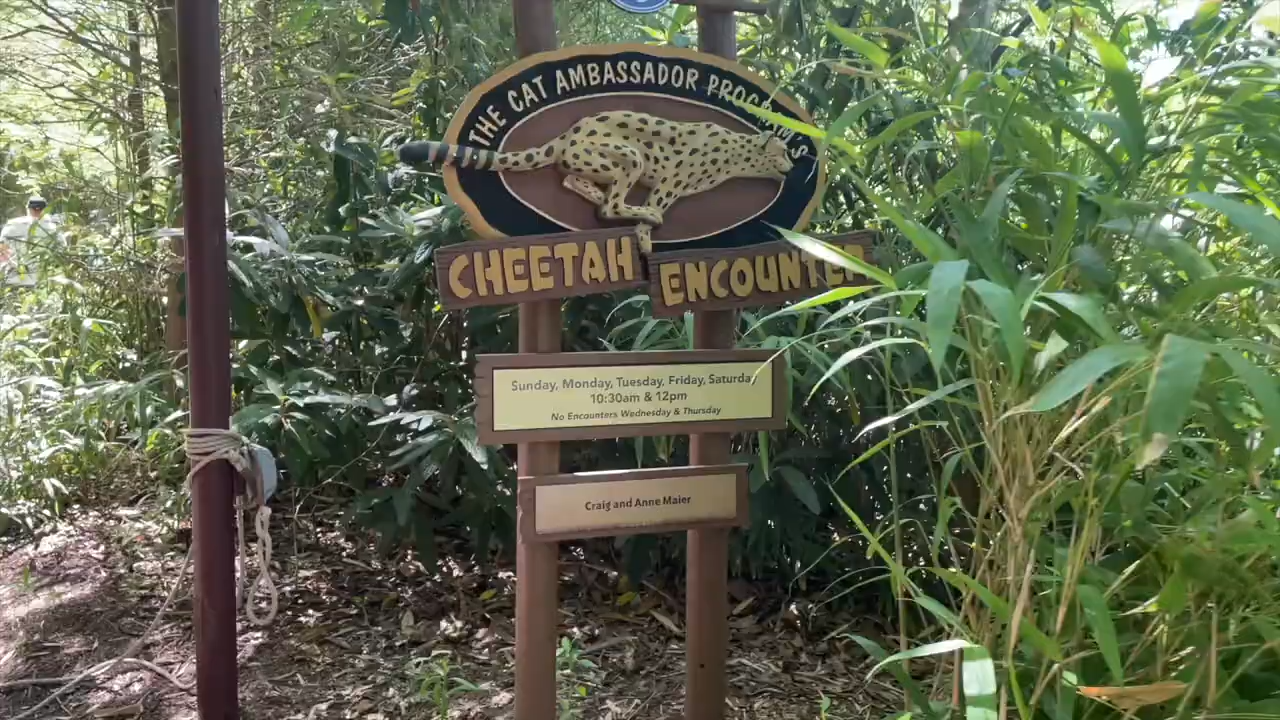 THE CAT AMBASSADOR PROGRAM'S
CHEETAH ENCOUNTER
Sunday, Monday, Tuesday, Friday, Saturday
10:30am & 12pm
No Encounters Wednesday & Thursday
Craig and Anne Maier